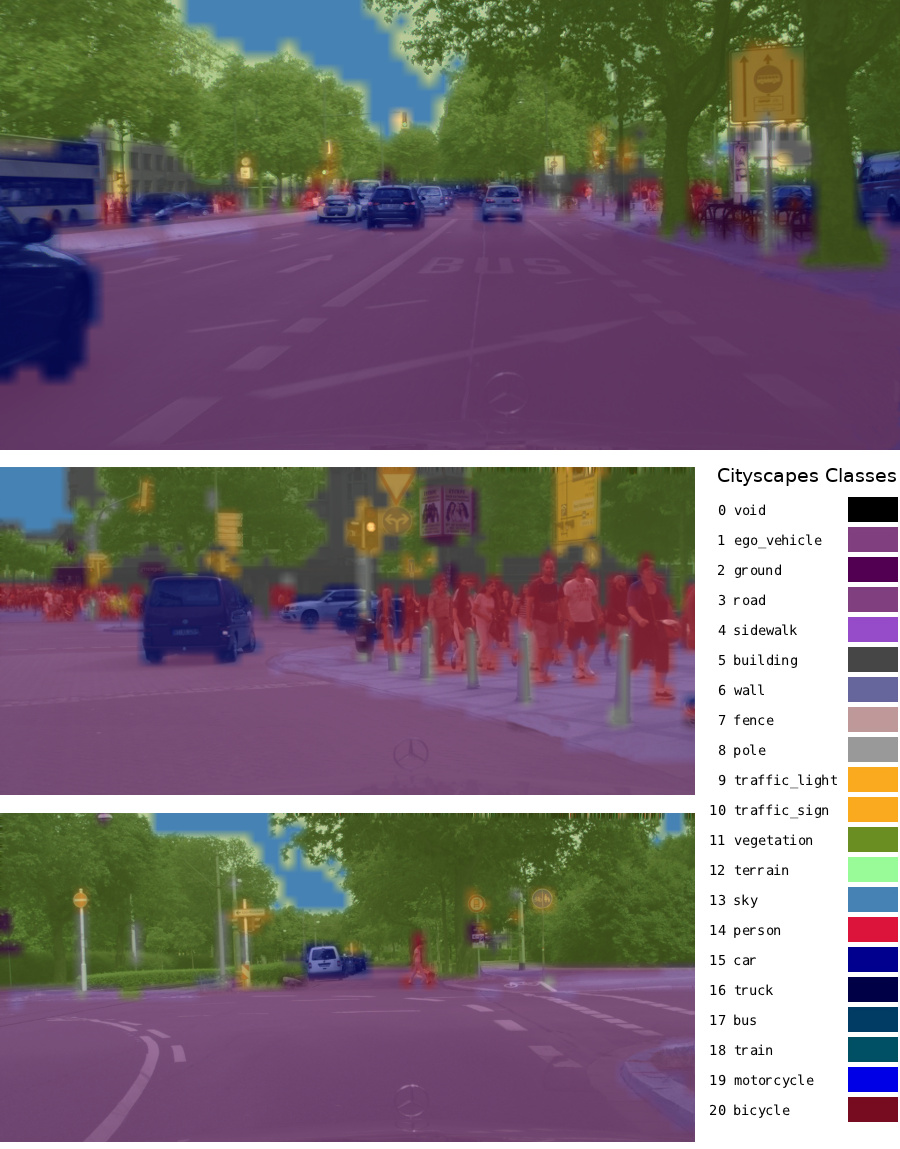 BUS
Cityscapes Classes
0 void
1 ego_vehicle
2 ground
3 road
4 sidewalk
5 building
6 wall
7 fence
8 pole
9 traffic_light
10 traffic_sign
11 vegetation
12 terrain
13 sky
14 person
15 car
16 truck
17 bus
18 train
19 motorcycle
20 bicycle